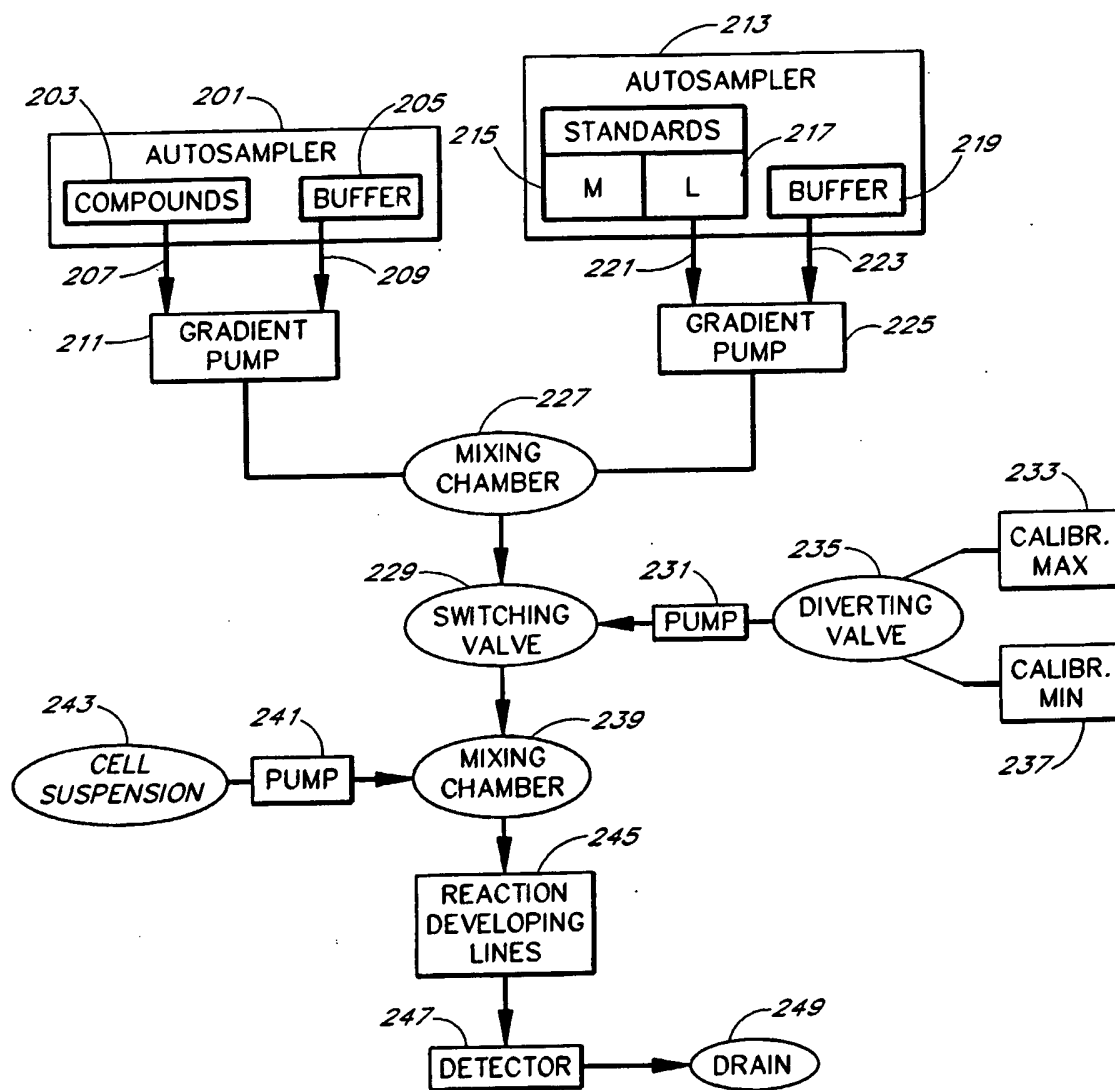 213
AUTOSAMPLER
203
201
205
215
STANDARDS
217
219
AUTOSAMPLER
COMPOUNDS
BUFFER
M
L
BUFFER
207
209
221
223
211
GRADIENT
PUMP
GRADIENT
PUMP
225
227
MIXING
CHAMBER
233
CALIBR.
MAX
229
231
235
SWITCHING
VALVE
PUMP
DIVERTING
VALVE
CALIBR.
MIN
237
243
241
239
CELL
SUSPENSION
PUMP
MIXING
CHAMBER
245
REACTION
DEVELOPING
LINES
247
249
DETECTOR
DRAIN